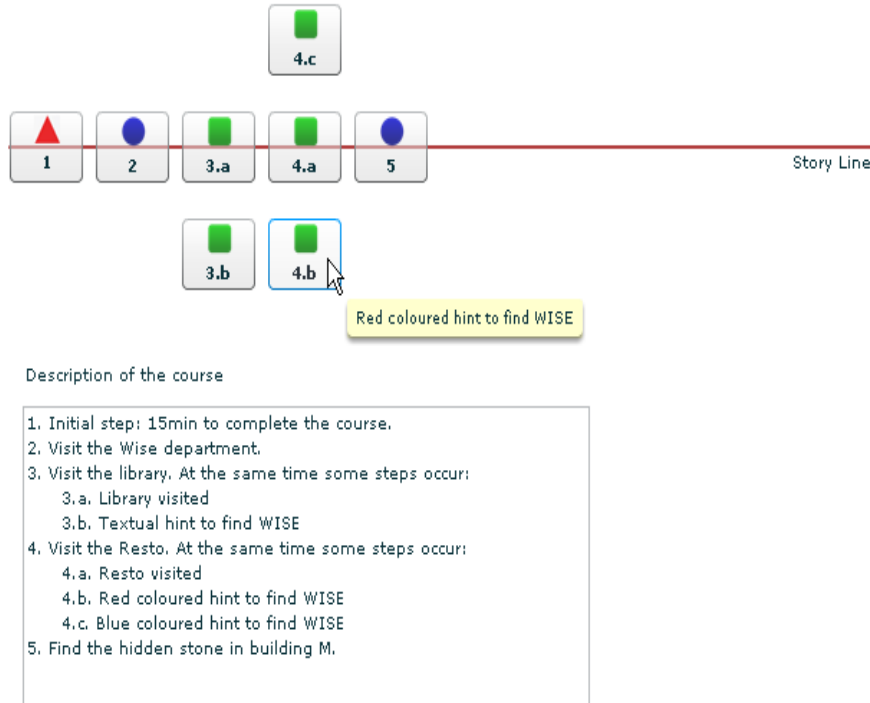 4.c
1
2
3.a
4.a
5
Story Line
3.b
4.b
Red coloured hint to find WISE
Description of the course
1. Initial step: 15min to complete the course.
2. Visit the Wise department.
3. Visit the library. At the same time some steps occur:
3.a. Library visited
3.b. Textual hint to find WISE
4. Visit the Resto. At the same time some steps occur:
4.a. Resto visited
4.b. Red coloured hint to find WISE
4.c. Blue coloured hint to find WISE
5. Find the hidden stone in building M.